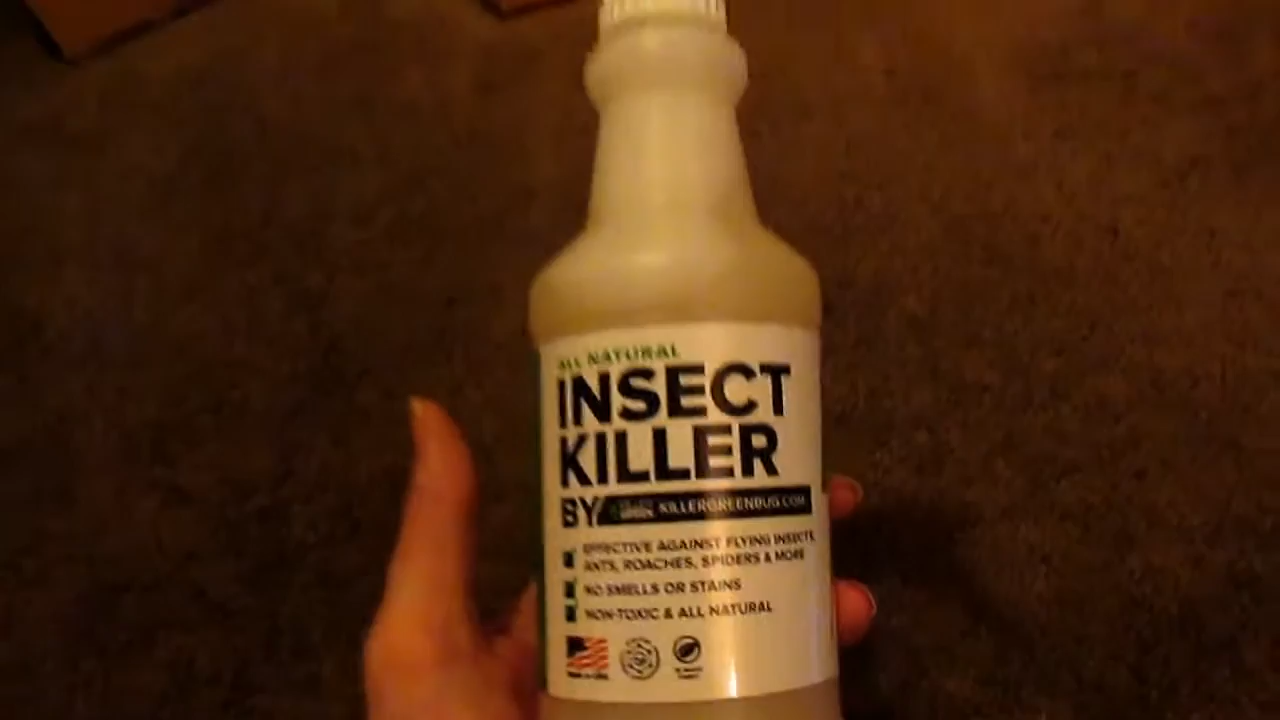 ALL NATURAL
INSECT
KILLER
BY KILLERGREENBUG.COM
EFFECTIVE AGAINST FLYING INSECTS,
ANTS, ROACHES, SPIDERS & MORE
NO SMELLS OR STAINS
NON-TOXIC & ALL NATURAL